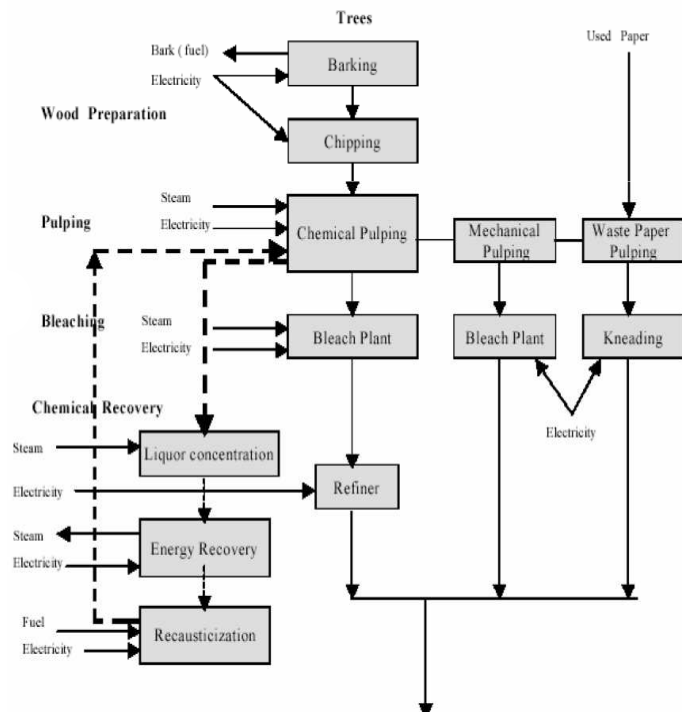 Trees
Used Paper
Bark ( fuel)
Barking
Electricity
Wood Preparation
Chipping
Steam
Pulping
Electricity
Chemical Pulping
Mechanical
Pulping
Waste Paper
Pulping
Bleaching
Steam
Electricity
Bleach Plant
Bleach Plant
Kneading
Chemical Recovery
Electricity
Steam
Liquor concentration
Electricity
Refiner
Steam
Energy Recovery
Electricity
Fuel
Electricity
Recausticization